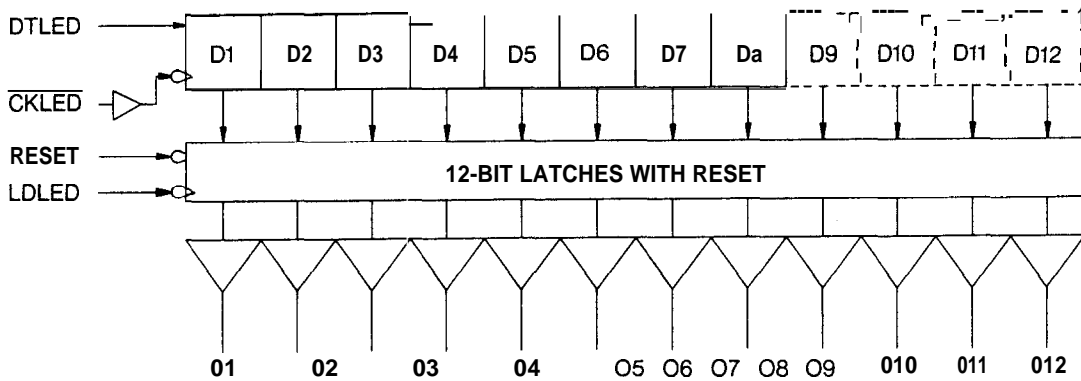 DTLED
D1 D2 D3 D4 D5 D6 D7 Da D9 D10 D11 D12
CKLED
RESET
12-BIT LATCHES WITH RESET
LDLED
01 02 03 04 O5 O6 O7 O8 O9 010 011 012